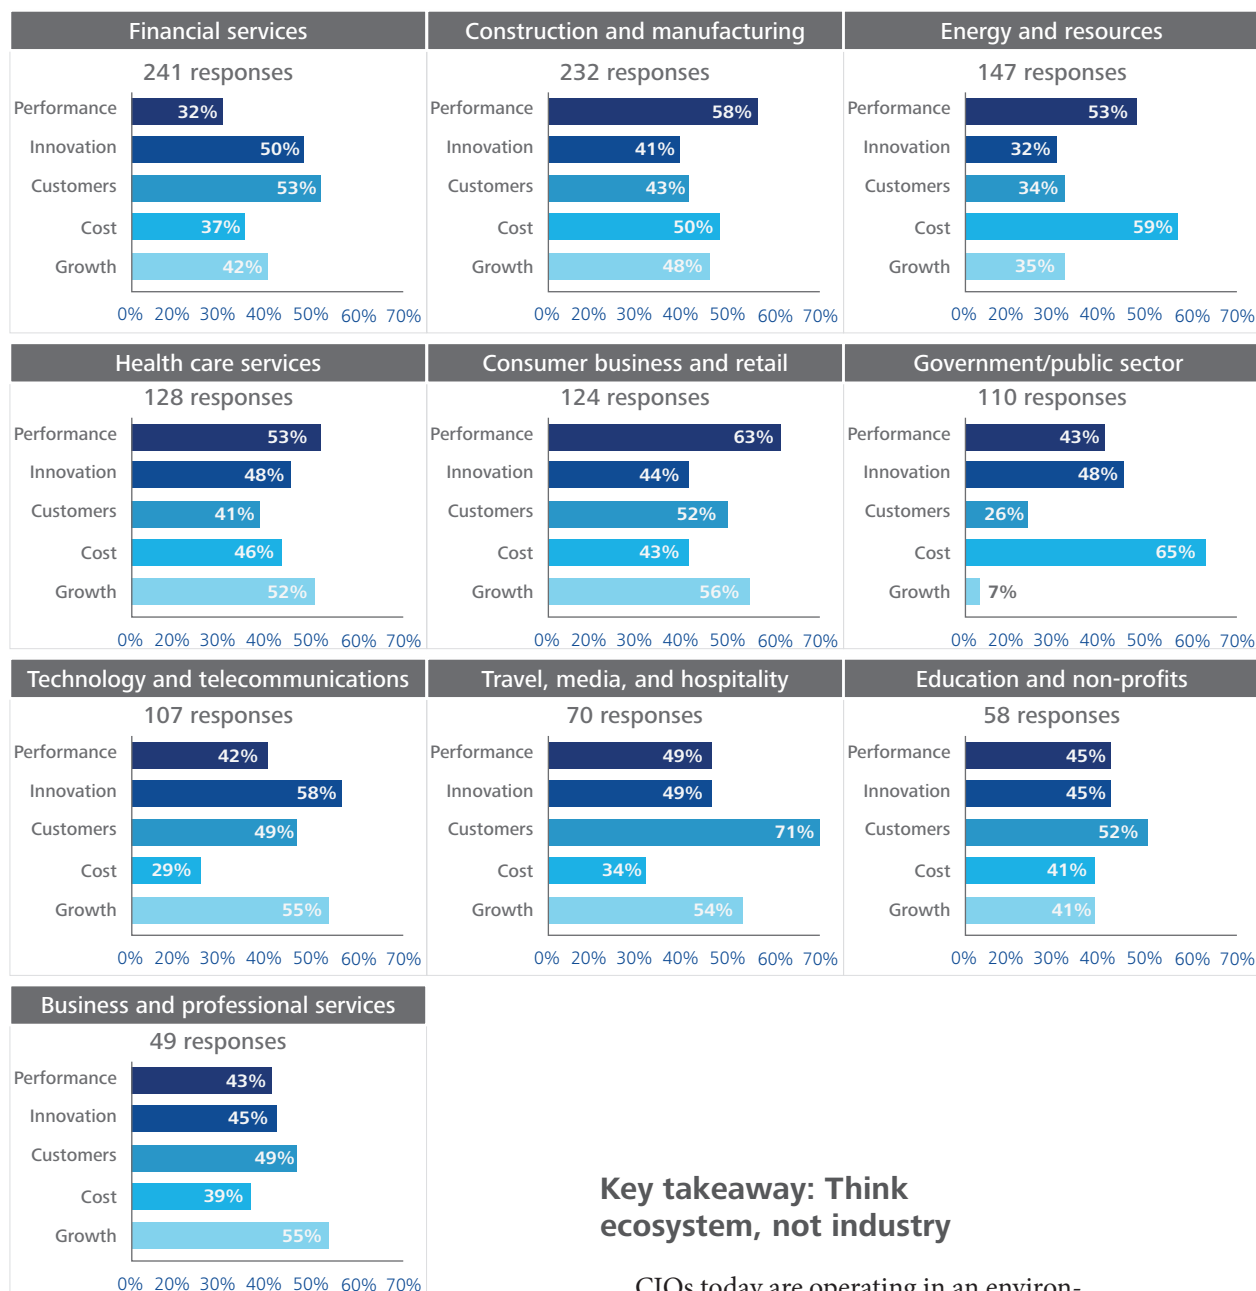 Financial services
241 responses
Performance 32%
Innovation 50%
Customers 53%
Cost 37%
Growth 42%
0% 20% 30% 40% 50% 60% 70%
Construction and manufacturing
232 responses
Performance 58%
Innovation 41%
Customers 43%
Cost 50%
Growth 48%
0% 20% 30% 40% 50% 60% 70%
Energy and resources
147 responses
Performance 53%
Innovation 32%
Customers 34%
Cost 59%
Growth 35%
0% 20% 30% 40% 50% 60% 70%
Health care services
128 responses
Performance 53%
Innovation 48%
Customers 41%
Cost 46%
Growth 52%
0% 20% 30% 40% 50% 60% 70%
Consumer business and retail
124 responses
Performance 63%
Innovation 44%
Customers 52%
Cost 43%
Growth 56%
0% 20% 30% 40% 50% 60% 70%
Government/public sector
110 responses
Performance 43%
Innovation 48%
Customers 26%
Cost 65%
Growth 7%
0% 20% 30% 40% 50% 60% 70%
Technology and telecommunications
107 responses
Performance 42%
Innovation 58%
Customers 49%
Cost 29%
Growth 55%
0% 20% 30% 40% 50% 60% 70%
Travel, media, and hospitality
70 responses
Performance 49%
Innovation 49%
Customers 71%
Cost 34%
Growth 54%
0% 20% 30% 40% 50% 60% 70%
Education and non-profits
58 responses
Performance 45%
Innovation 45%
Customers 52%
Cost 41%
Growth 41%
0% 20% 30% 40% 50% 60% 70%
Business and professional services
49 responses
Performance 43%
Innovation 45%
Customers 49%
Cost 39%
Growth 55%
0% 20% 30% 40% 50% 60% 70%
Key takeaway: Think
ecosystem, not industry
CIOs today are operating in an environ-